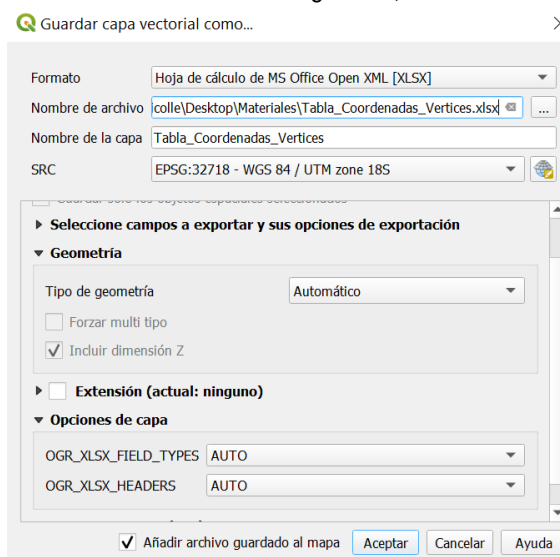 Guardar capa vectorial como...
Formato Hoja de cálculo de MS Office Open XML [XLSX]
Nombre de archivo icolle\Desktop\Materiales\Tabla_Coordenadas_Vertices.xlsx ...
Nombre de la capa Tabla_Coordenadas_Vertices
SRC EPSG:32718 - WGS 84 / UTM zone 18S
Seleccione campos a exportar y sus opciones de exportación
Geometría
Tipo de geometría Automático
Forzar multi tipo
Incluir dimensión Z
Extensión (actual: ninguno)
Opciones de capa
OGR_XLSX_FIELD_TYPES AUTO
OGR_XLSX_HEADERS AUTO
Añadir archivo guardado al mapa Aceptar Cancelar Ayuda